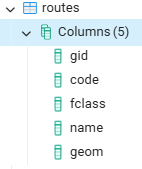 routes
Columns (5)
gid
code
fclass
name
geom